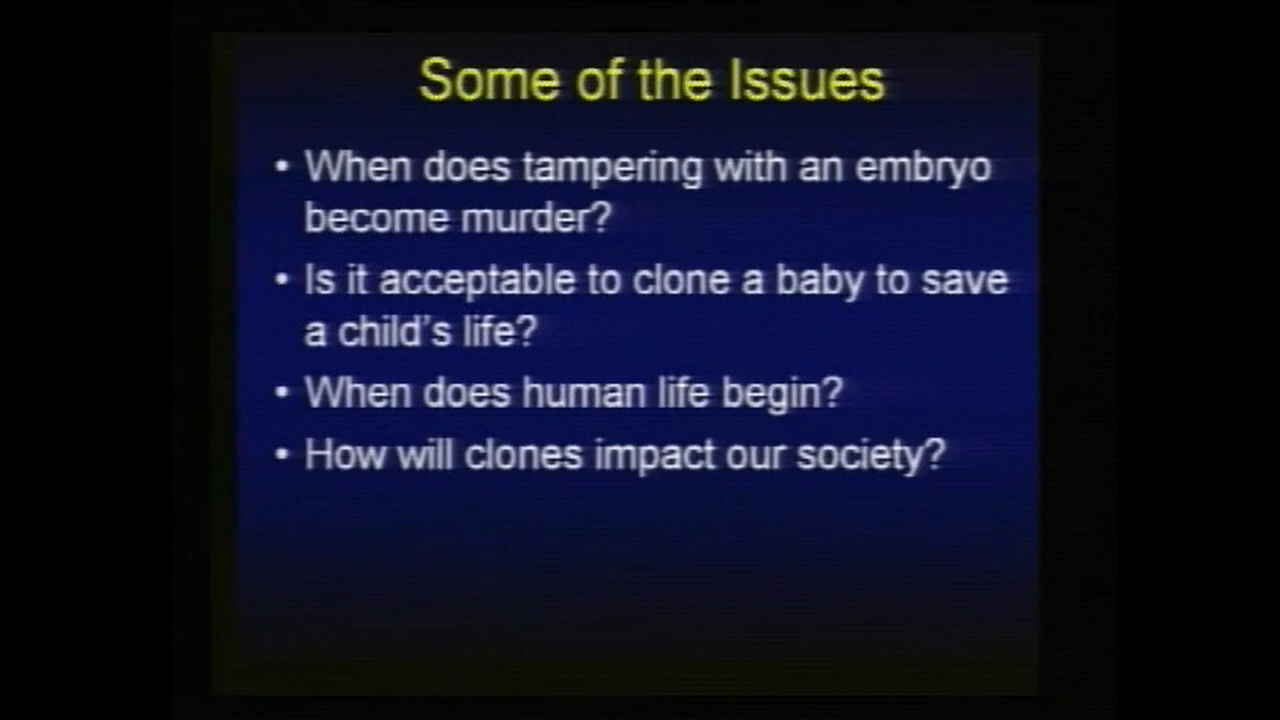 Some of the Issues
• When does tampering with an embryo
become murder?
• Is it acceptable to clone a baby to save
a child's life?
• When does human life begin?
• How will clones impact our society?